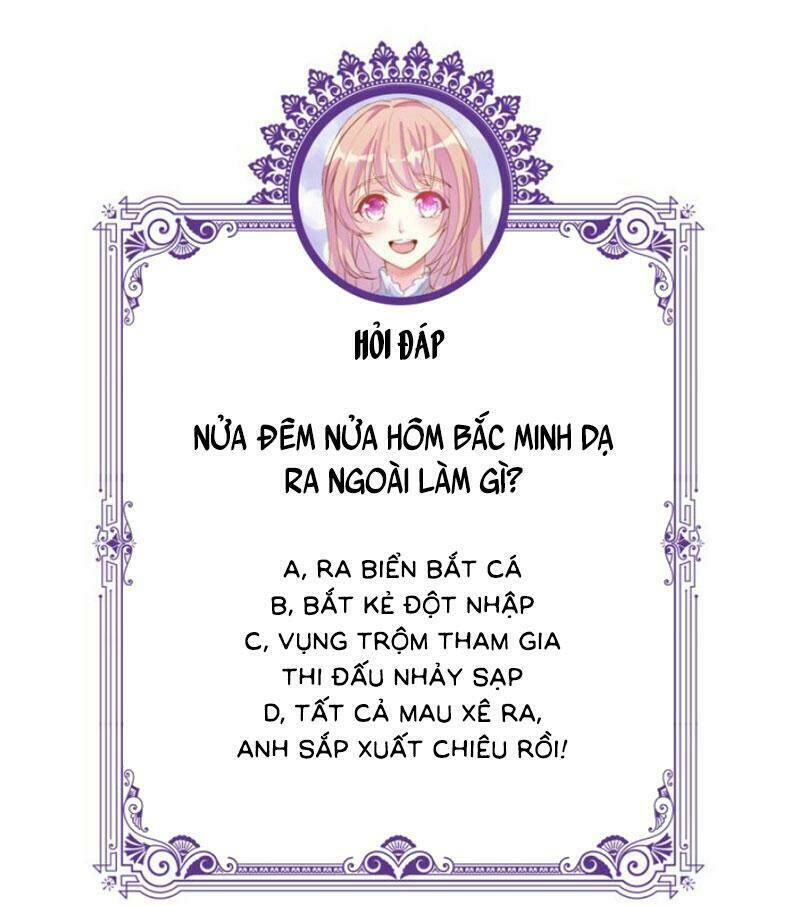 HỎI ĐÁP
NỬA ĐÊM NỬA HÔM BẮC MINH DẠ
RA NGOÀI LÀM GÌ?
A, RA BIỂN BẮT CÁ
B, BẮT KẺ ĐỘT NHẬP
C, VỤNG TRỘM THAM GIA
THI ĐẤU NHẢY SẠP
D, TẤT CẢ MAU XÊ RA,
ANH SẮP XUẤT CHIÊU RỒI!